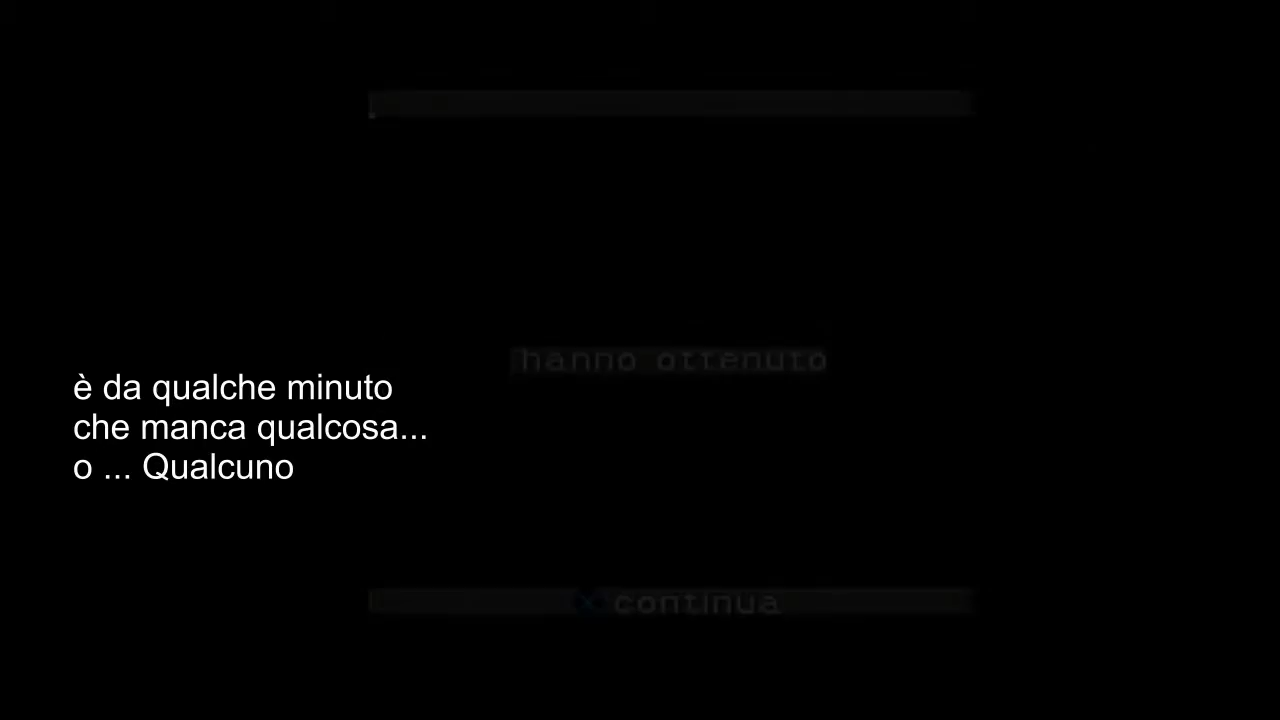 hanno ottenuto
è da qualche minuto
che manca qualcosa...
o ... Qualcuno
continua